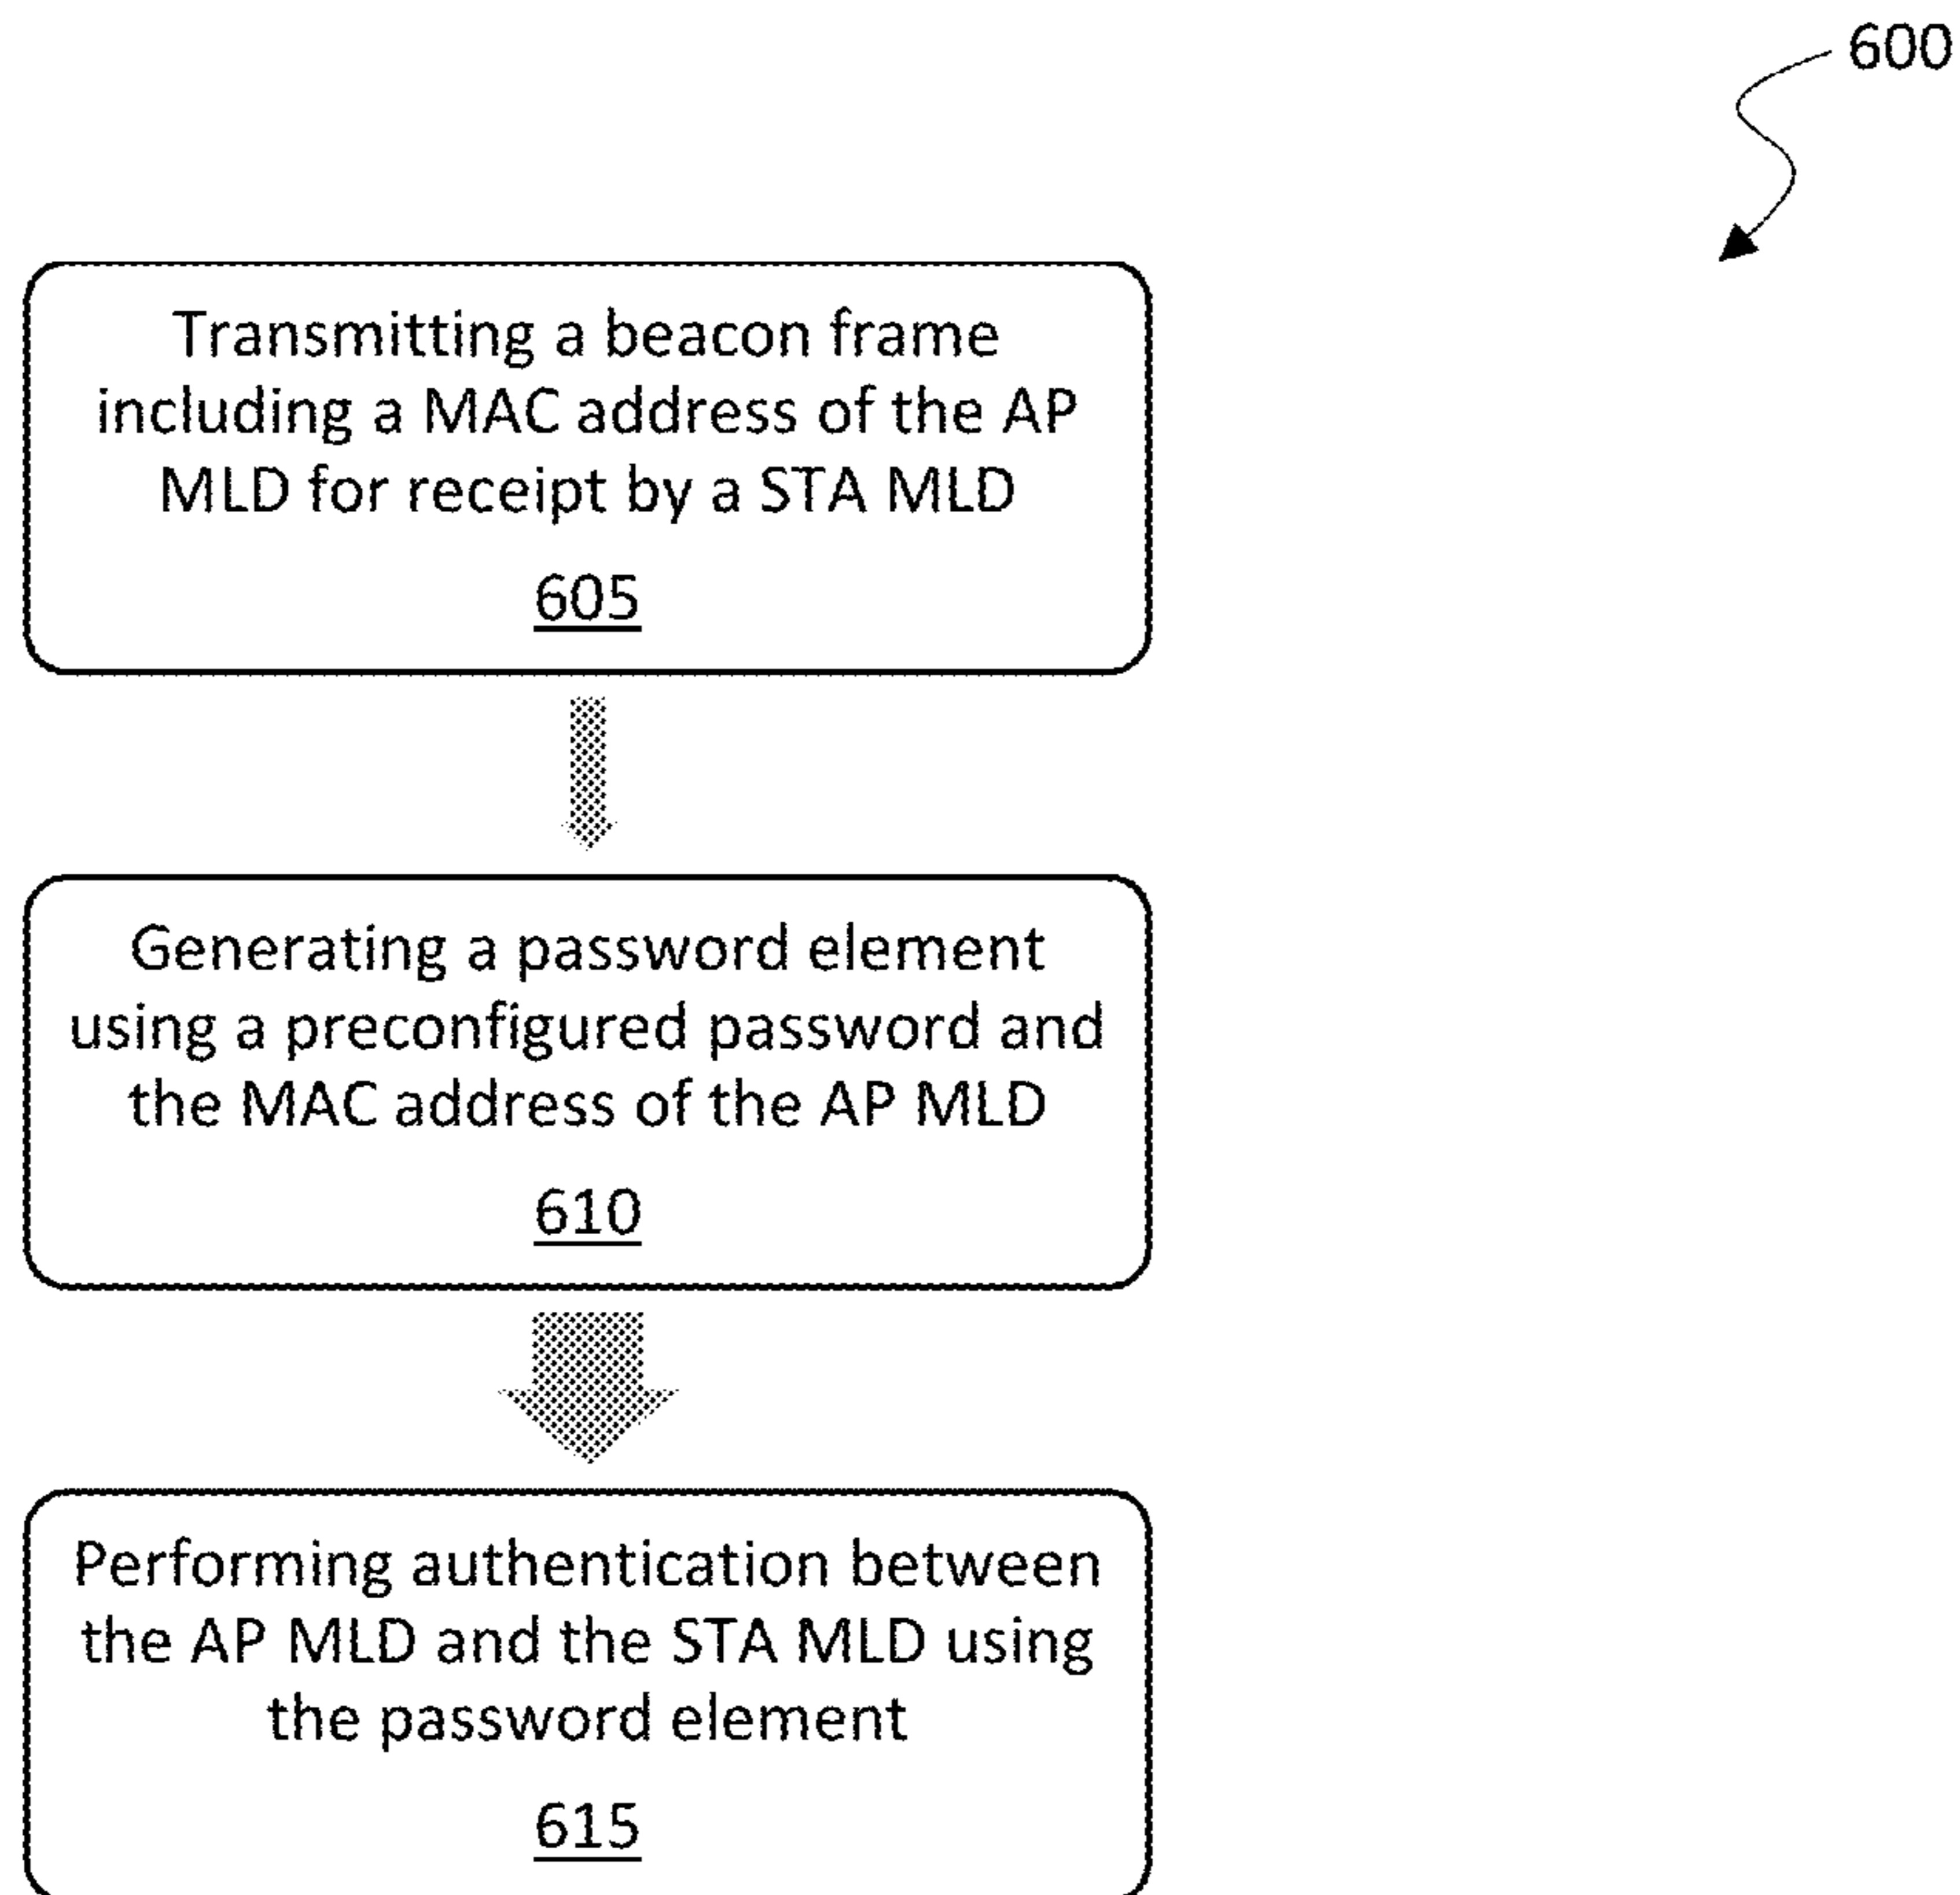 600
Transmitting a beacon frame
including a MAC address of the AP
MLD for receipt by a STA MLD
605
Generating a password element
using a preconfigured password and
the MAC address of the AP MLD
610
Performing authentication between
the AP MLD and the STA MLD using
the password element
615